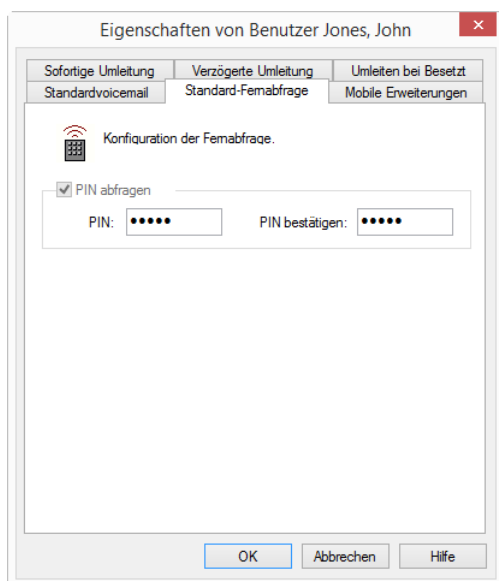 Eigenschaften von Benutzer Jones, John
Sofortige Umleitung Verzögerte Umleitung Umleiten bei Besetzt
Standardvoicemail Standard-Fernabfrage Mobile Erweiterungen
Konfiguration der Fernabfrage.
PIN abfragen
PIN: ••••• PIN bestätigen: •••••
OK Abbrechen Hilfe